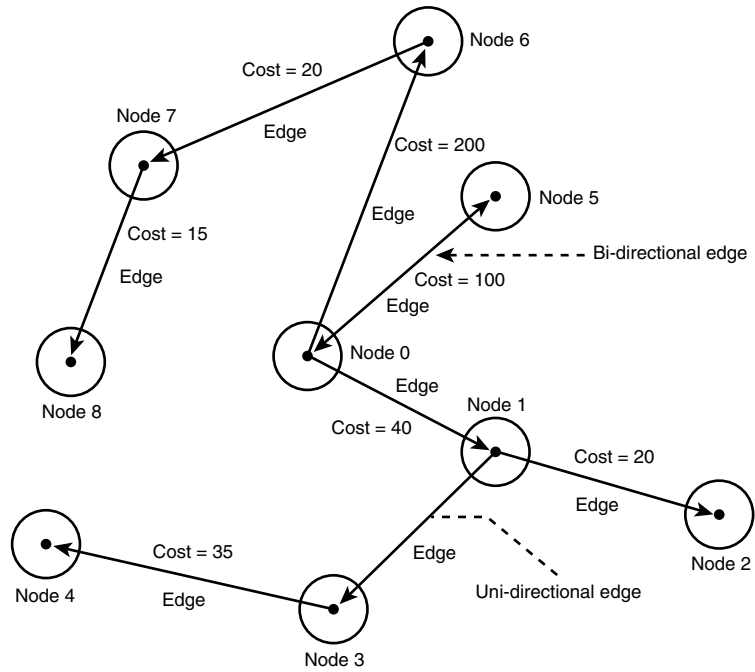 Node 6
Cost = 20
Node 7
Edge
Cost = 200
Node 5
Edge
Cost = 15
Bi-directional edge
Edge
Cost = 100
Edge
Node 0
Edge
Node 8
Node 1
Cost = 40
Cost = 20
Edge
Cost = 35
Edge
Node 2
Node 4
Edge
Uni-directional edge
Node 3